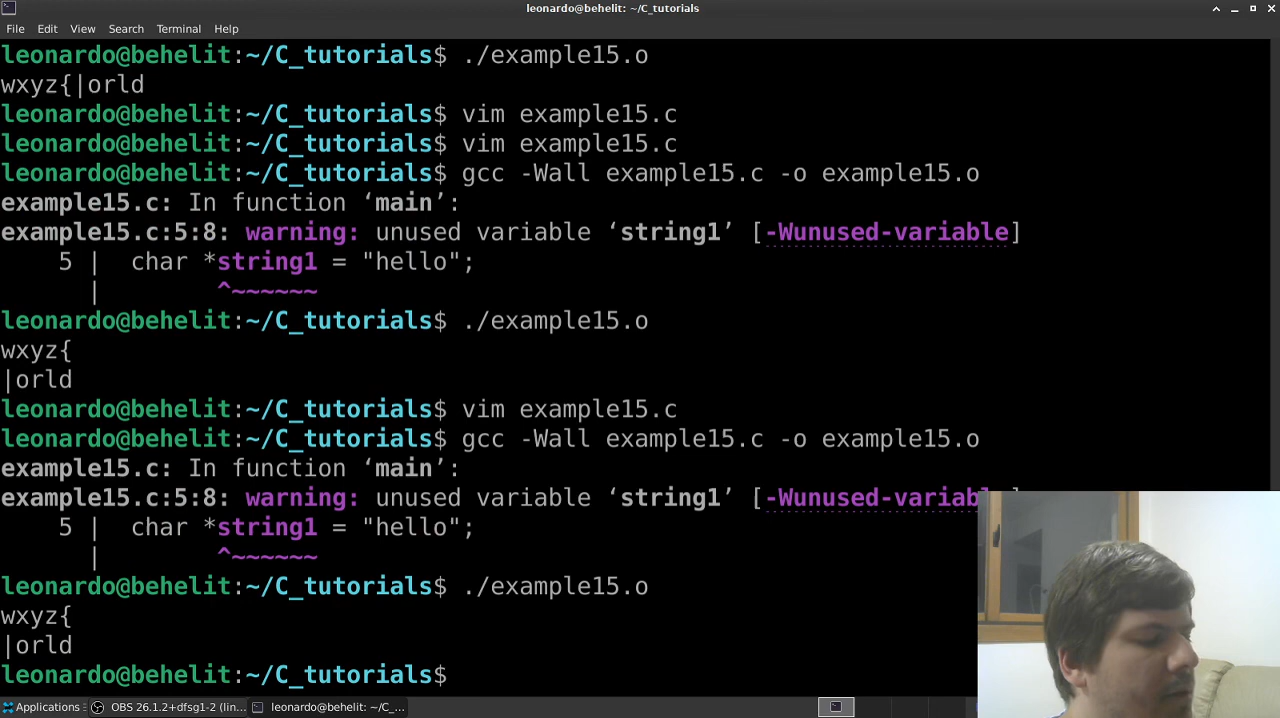 leonardo@behelit: ~/C_tutorials
File Edit View Search Terminal Help
leonardo@behelit:~/C_tutorials$ ./example15.o
wxyz{|orld
leonardo@behelit:~/C_tutorials$ vim example15.c
leonardo@behelit:~/C_tutorials$ vim example15.c
leonardo@behelit:~/C_tutorials$ gcc -Wall example15.c -o example15.o
example15.c: In function ‘main’:
example15.c:5:8: warning: unused variable ‘string1’ [-Wunused-variable]
5 | char *string1 = "hello";
| ^~~~~~~
leonardo@behelit:~/C_tutorials$ ./example15.o
wxyz{
|orld
leonardo@behelit:~/C_tutorials$ vim example15.c
leonardo@behelit:~/C_tutorials$ gcc -Wall example15.c -o example15.o
example15.c: In function ‘main’:
example15.c:5:8: warning: unused variable ‘string1’ [-Wunused-variab
5 | char *string1 = "hello";
| ^~~~~~~
leonardo@behelit:~/C_tutorials$ ./example15.o
wxyz{
|orld
leonardo@behelit:~/C_tutorials$
Applications OBS 26.1.2+dfsg1-2 (lin... leonardo@behelit: ~/C_...